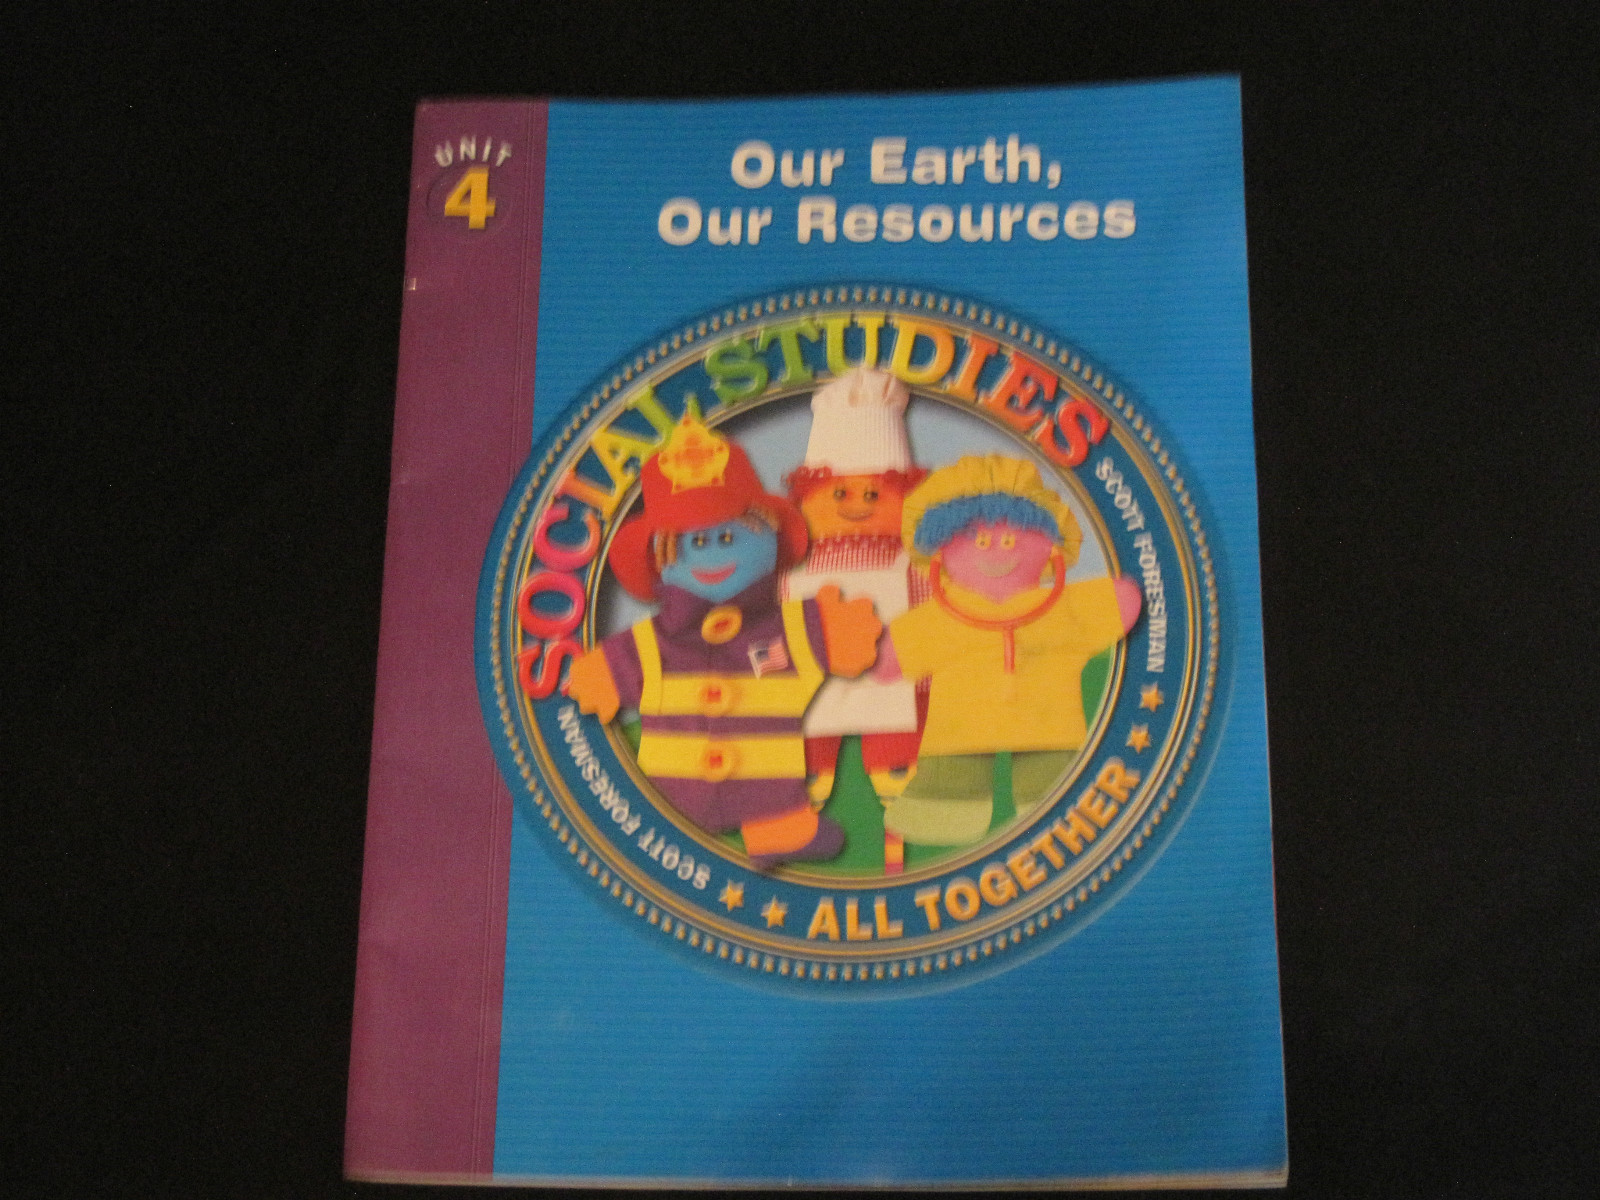 UNIT
4
Our Earth,
Our Resources
SOCIAL STUDIES
SCOTT FORESMAN
ALL TOGETHER
SCOTT FORESMAN